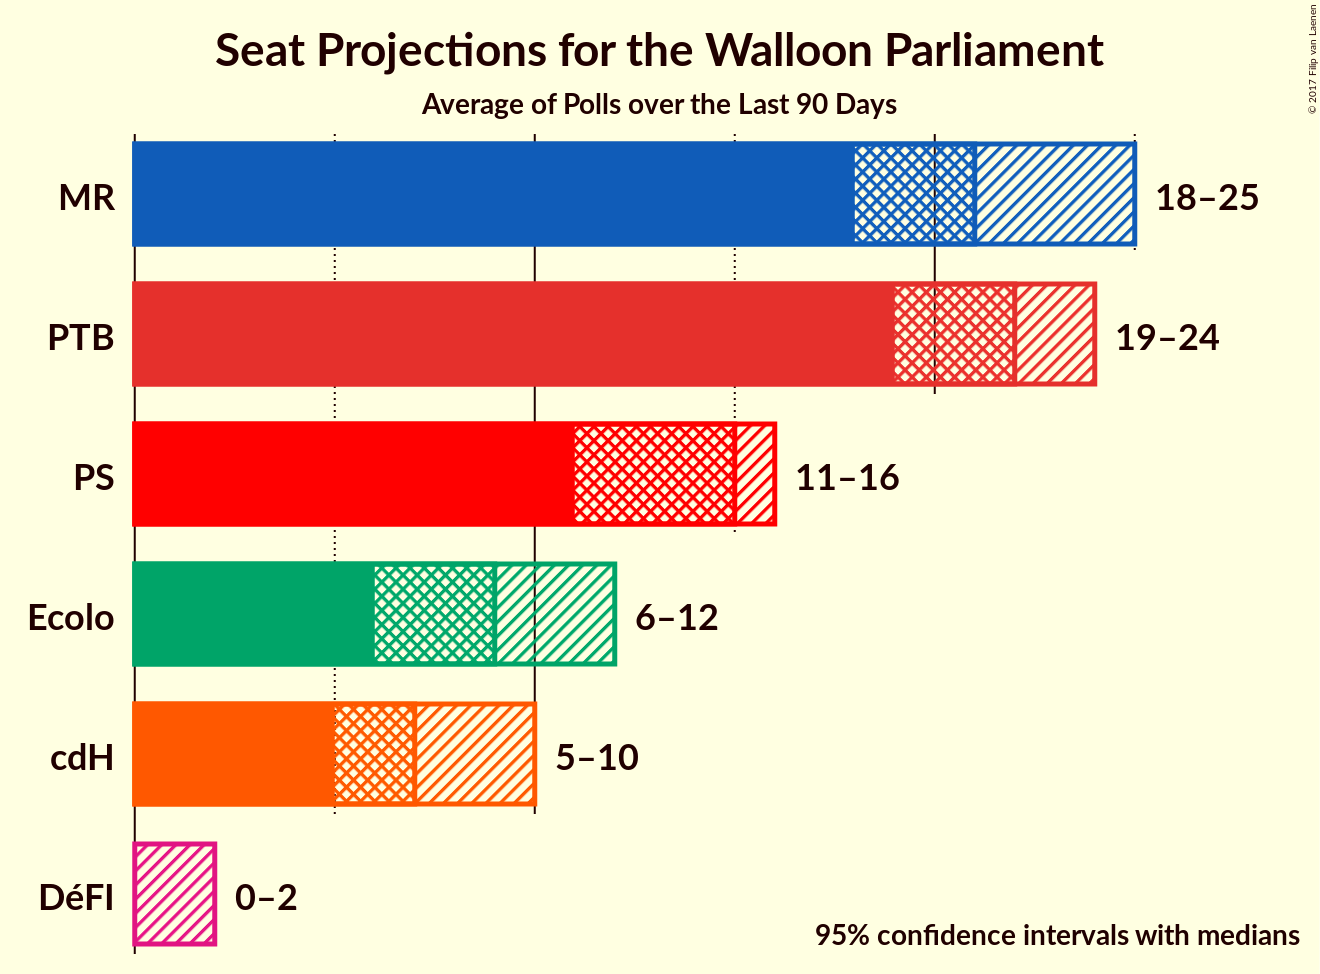 Seat Projections for the Walloon Parliament
Average of Polls over the Last 90 Days
© 2017 Filip van Laenen
MR 18–25
PTB 19–24
PS 11–16
Ecolo 6–12
cdH 5–10
DéFI 0–2
95% confidence intervals with medians